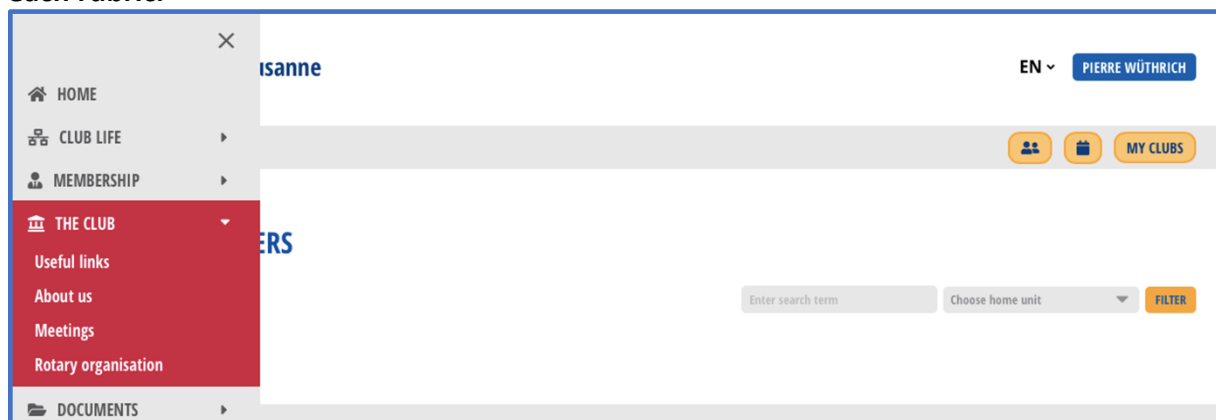 usanne
EN
PIERRE WÜTHRICH
HOME
CLUB LIFE
MEMBERSHIP
MY CLUBS
THE CLUB
ERS
Useful links
About us
Meetings
Rotary organisation
Enter search term
Choose home unit
FILTER
DOCUMENTS